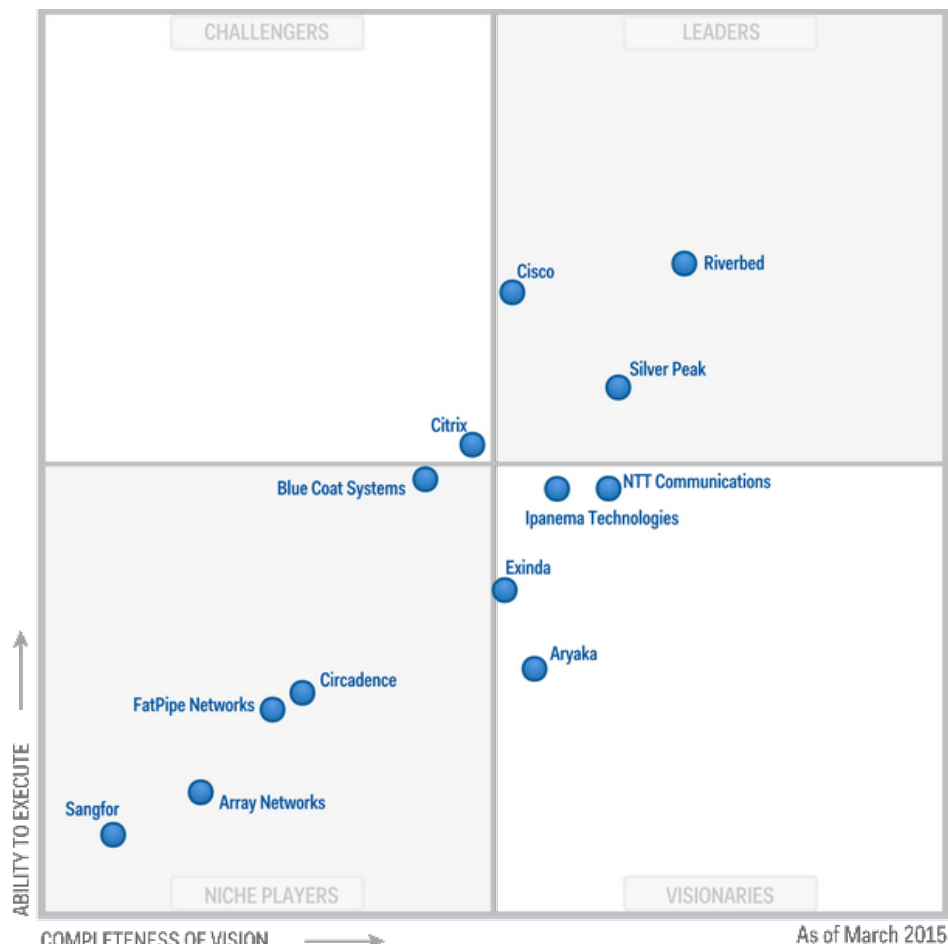 CHALLENGERS
LEADERS
Cisco
Riverbed
Silver Peak
Citrix
Blue Coat Systems
NTT Communications
Ipanema Technologies
Exinda
Aryaka
Circadence
FatPipe Networks
Array Networks
Sangfor
NICHE PLAYERS
VISIONARIES
ABILITY TO EXECUTE
COMPLETENESS OF VISION
As of March 2015